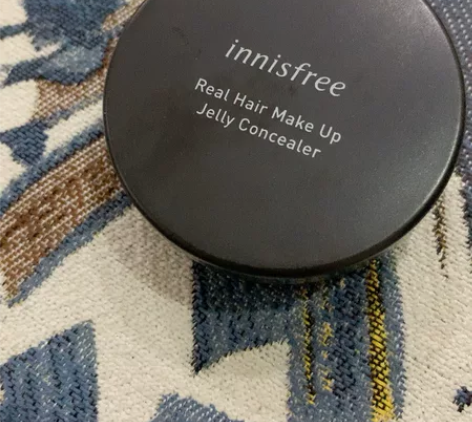 innisfree
Real Hair Make Up
Jelly Concealer